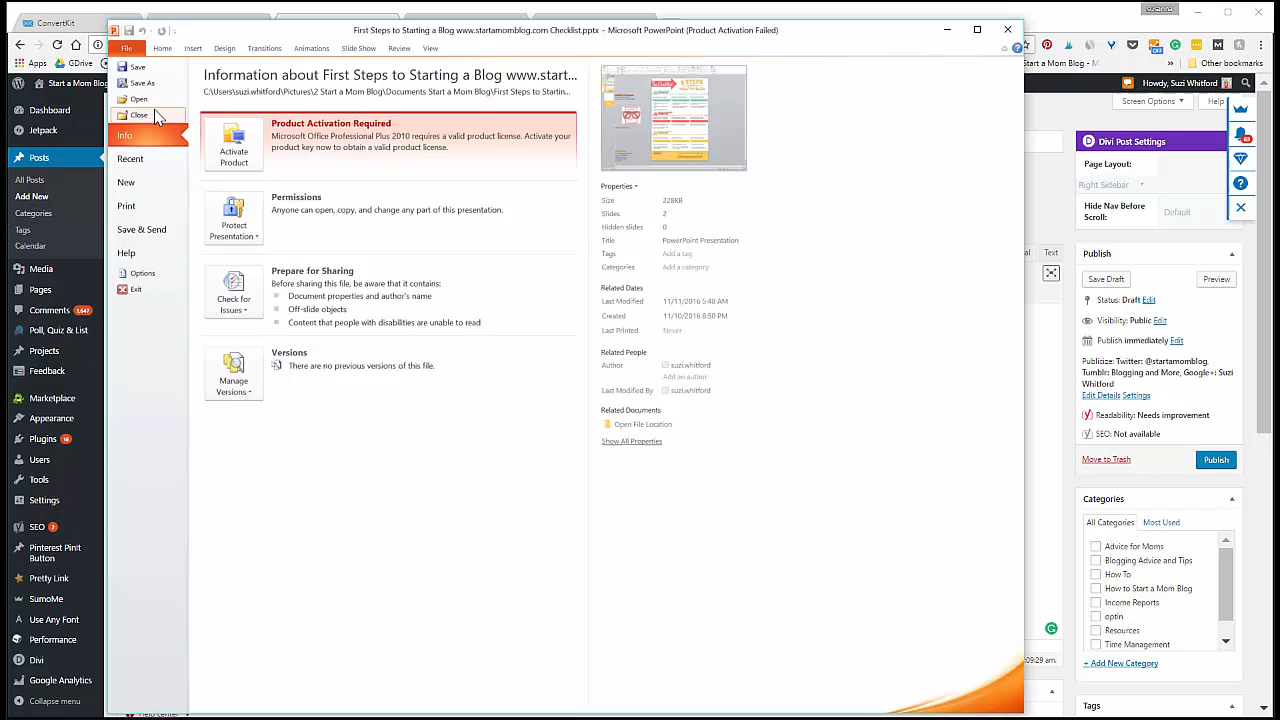 ConvertKit
suzanna
First Steps to Starting a Blog www.startamomblog.com Checklist.pptx - Microsoft PowerPoint (Product Activation Failed)
File Home Insert Design Transitions Animations Slide Show Review View
Apps GDrive
Other bookmarks
Save
Save As
Open
Close
Info
Recent
New
Print
Save & Send
Help
Options
Exit
Information about First Steps to Starting a Blog www.start...
C:\Users\suzi.Whitford\Pictures\2 Start a Mom Blog\Documents Start a Mom Blog\First Steps to Startin...
Product Activation Required
Microsoft Office Professional Plus 2010 requires a valid product license. Activate your
product key now to obtain a valid product license.
Activate
Product
Permissions
Anyone can open, copy, and change any part of this presentation.
Protect
Presentation
Prepare for Sharing
Before sharing this file, be aware that it contains:
Document properties and author's name
Off-slide objects
Content that people with disabilities are unable to read
Check for
Issues
Versions
There are no previous versions of this file.
Manage
Versions
Properties
Size 228KB
Slides 2
Hidden slides 0
Title PowerPoint Presentation
Tags Add a tag
Categories Add a category
Related Dates
Last Modified 11/11/2016 5:48 AM
Created 11/10/2016 8:50 PM
Last Printed Never
Related People
Author suzi.whitford
Add an author
Last Modified By suzi.whitford
Related Documents
Open File Location
Show All Properties
Start a Mom Blog
Jetpack
Posts
All Posts
Add New
Categories
Tags
Calendar
Media
Pages
Comments 1,647
Poll, Quiz & List
Projects
Feedback
Marketplace
Appearance
Plugins 16
Users
Tools
Settings
SEO 2
Pinterest PinIt
Button
Pretty Link
SumoMe
Use Any Font
Performance
Divi
Google Analytics
Collapse menu
Howdy, Suzi Whitford
Screen Options Help
Divi Post Settings
Page Layout:
Right Sidebar
Hide Nav Before
Scroll:
Default
Text
Publish
Save Draft Preview
Status: Draft Edit
Visibility: Public Edit
Publish immediately Edit
Publicize: Twitter: @startamomblog,
Tumblr: Blogging and More, Google+: Suzi
Whitford
Edit Details Settings
Readability: Needs improvement
SEO: Not available
Move to Trash Publish
Categories
All Categories Most Used
Advice for Moms
Blogging Advice and Tips
How To
How to Start a Mom Blog
Income Reports
optin
Resources
Time Management
+ Add New Category
:09:29 am.
Tags